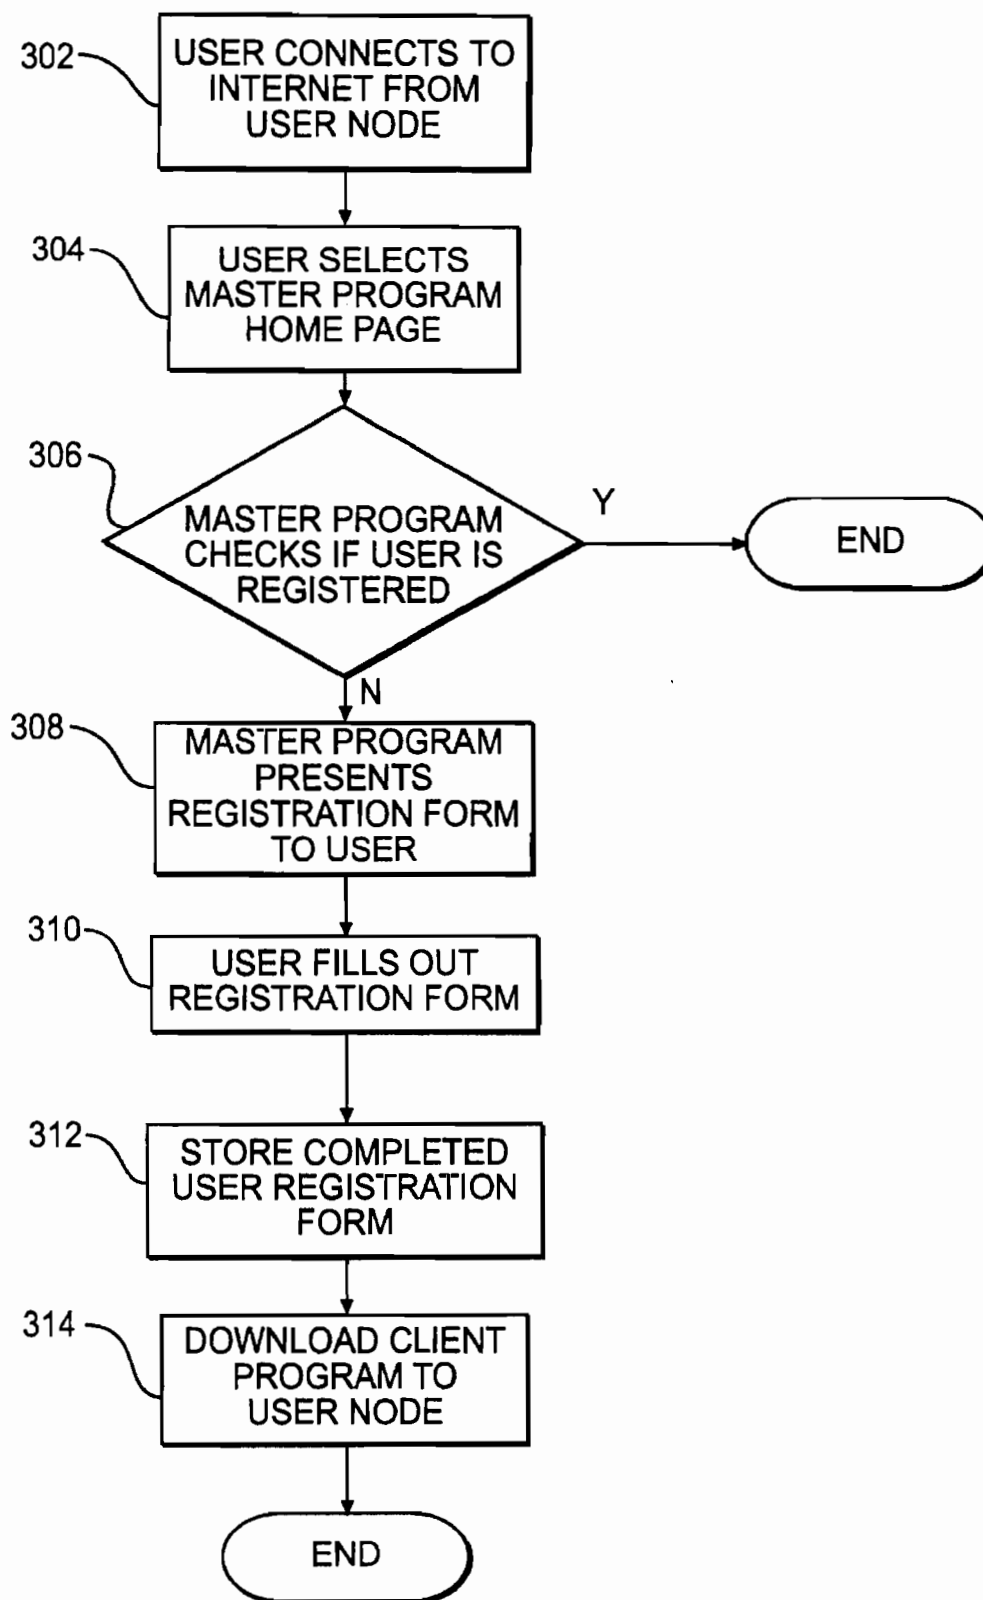 302
USER CONNECTS TO
INTERNET FROM
USER NODE
304
USER SELECTS
MASTER PROGRAM
HOME PAGE
306
MASTER PROGRAM
CHECKS IF USER IS
REGISTERED
Y
END
N
308
MASTER PROGRAM
PRESENTS
REGISTRATION FORM
TO USER
310
USER FILLS OUT
REGISTRATION FORM
312
STORE COMPLETED
USER REGISTRATION
FORM
314
DOWNLOAD CLIENT
PROGRAM TO
USER NODE
END